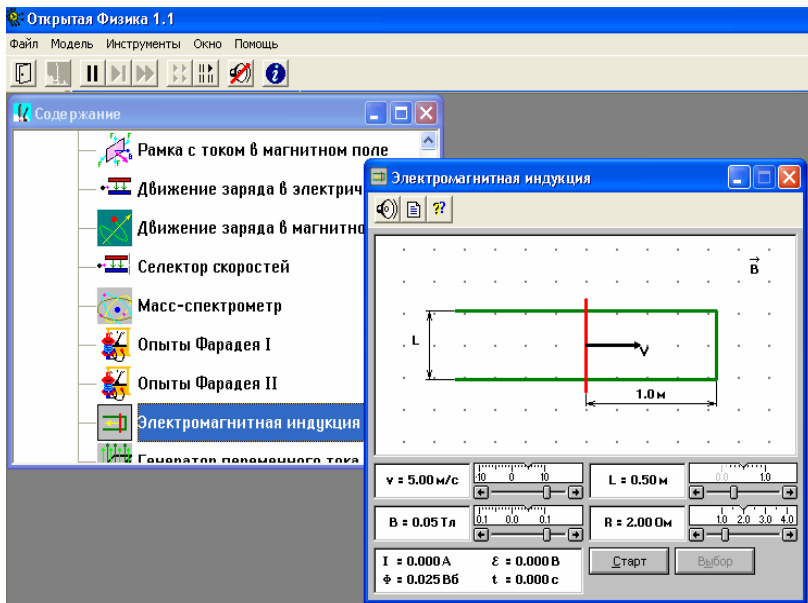 Открытая Физика 1.1
Файл Модель Инструменты Окно Помощь
Содержание
Рамка с током в магнитном поле
Движение заряда в электрич
Движение заряда в магнитно
Селектор скоростей
Масс-спектрометр
Опыты Фарадея I
Опыты Фарадея II
Электромагнитная индукция
Генератор переменного тока
Электромагнитная индукция
??
B
L
V
1.0 м
v = 5.00 м/с
-10 0 10
L = 0.50 м
0.0 1.0
B = 0.05 Тл
0.1 0.0 0.1
R = 2.00 Ом
1.0 2.0 3.0 4.0
I = 0.000 А ε = 0.000 В
Φ = 0.025 Вб t = 0.000 с
Старт
Выбор